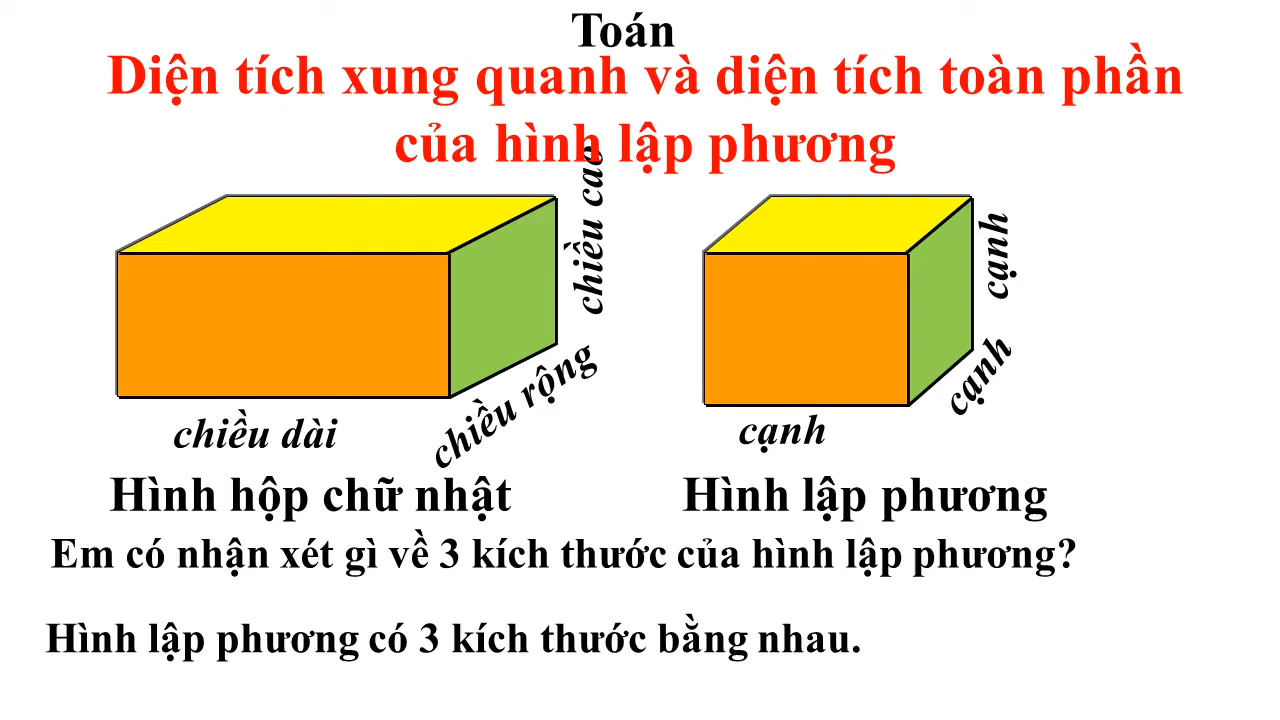 Toán
Diện tích xung quanh và diện tích toàn phần
của hình lập phương
chiều cao
chiều rộng
chiều dài
cạnh
cạnh
cạnh
Hình hộp chữ nhật
Hình lập phương
Em có nhận xét gì về 3 kích thước của hình lập phương?
Hình lập phương có 3 kích thước bằng nhau.